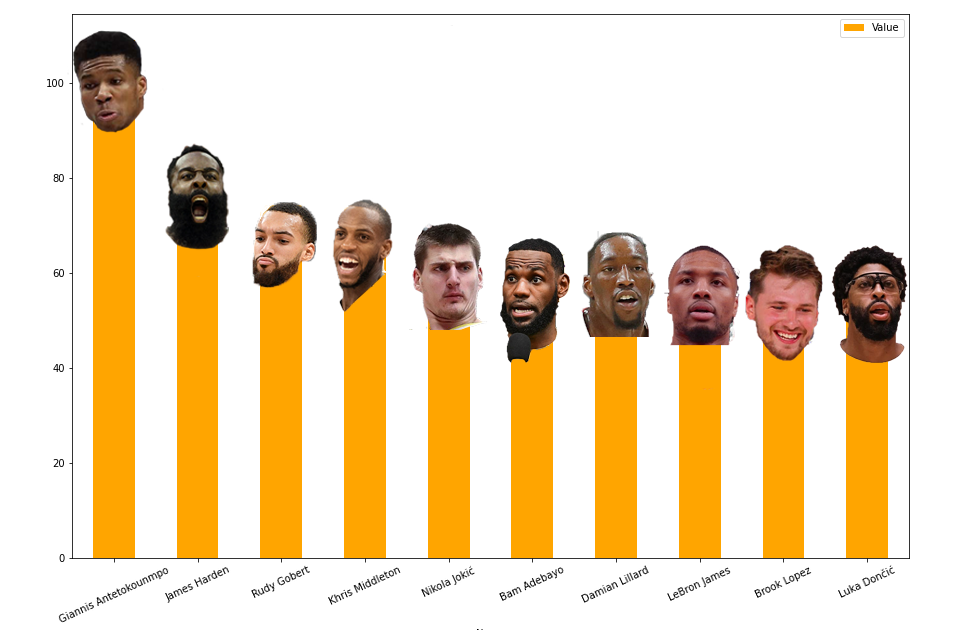 Value
100
80
60
40
20
0
Giannis Antetokounmpo
James Harden
Rudy Gobert
Khris Middleton
Nikola Jokić
Bam Adebayo
Damian Lillard
LeBron James
Brook Lopez
Luka Dončić